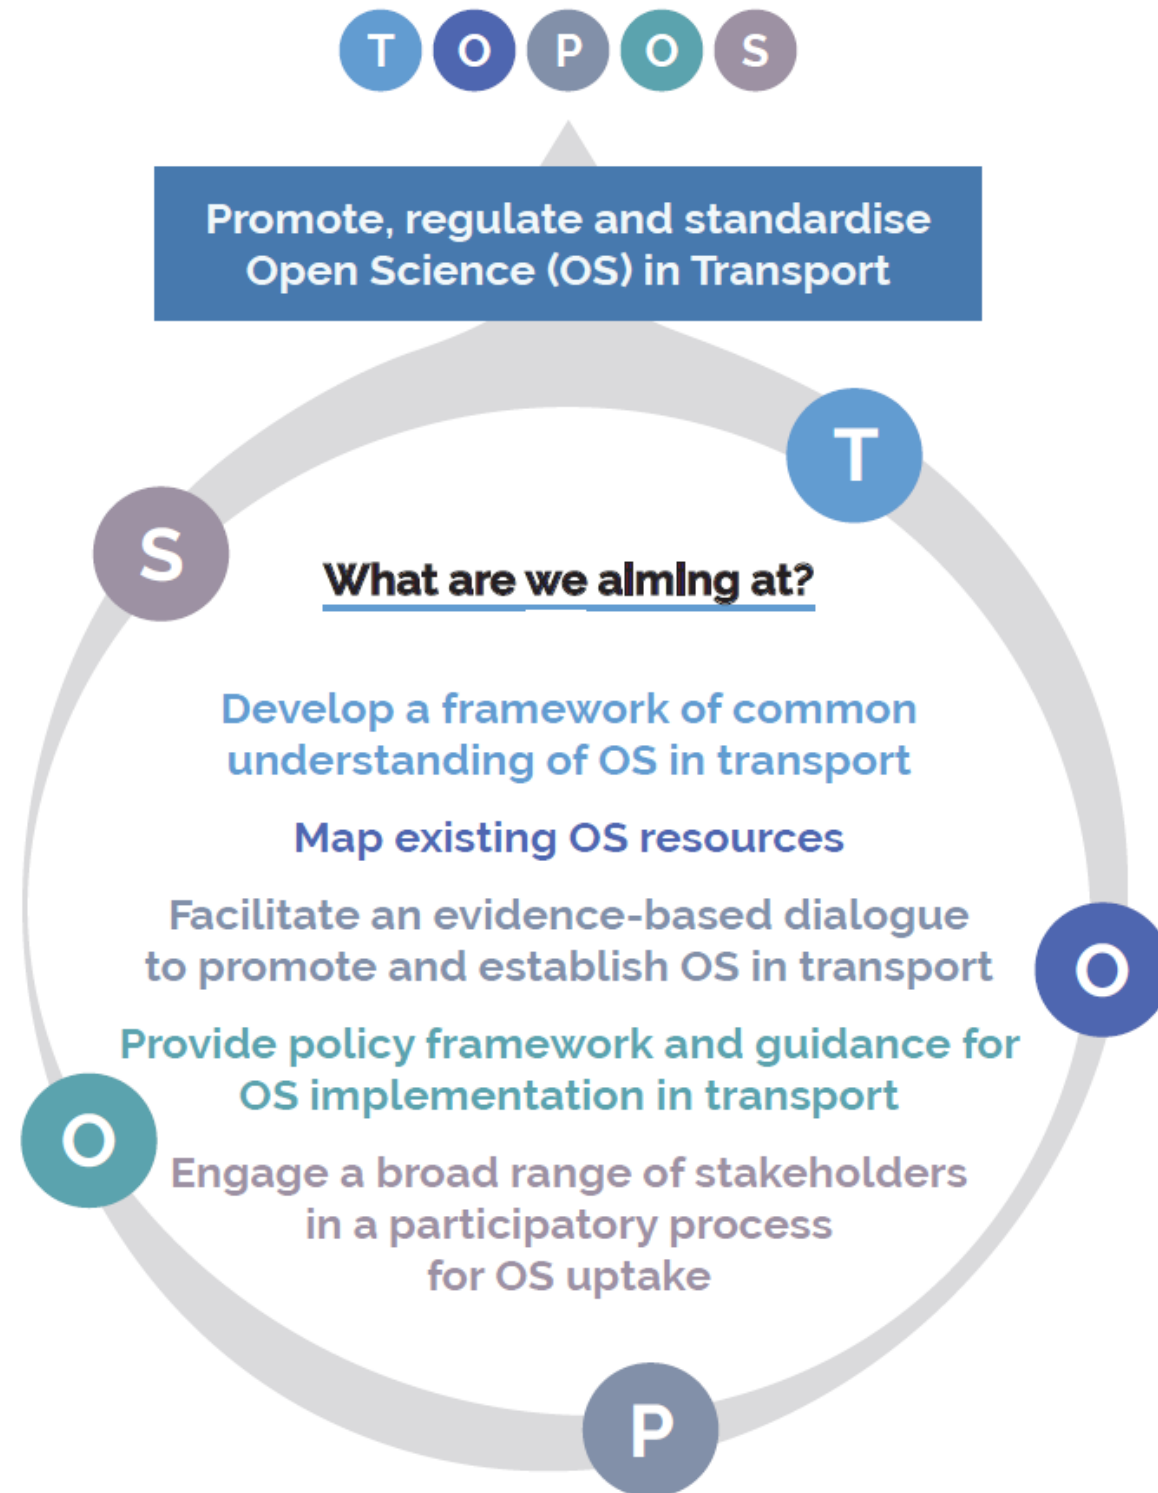 T O P O S
Promote, regulate and standardise
Open Science (OS) in Transport
T
S
What are we aiming at?
Develop a framework of common
understanding of OS in transport
Map existing OS resources
Facilitate an evidence-based dialogue
to promote and establish OS in transport
O
Provide policy framework and guidance for
OS implementation in transport
O
Engage a broad range of stakeholders
in a participatory process
for OS uptake
P